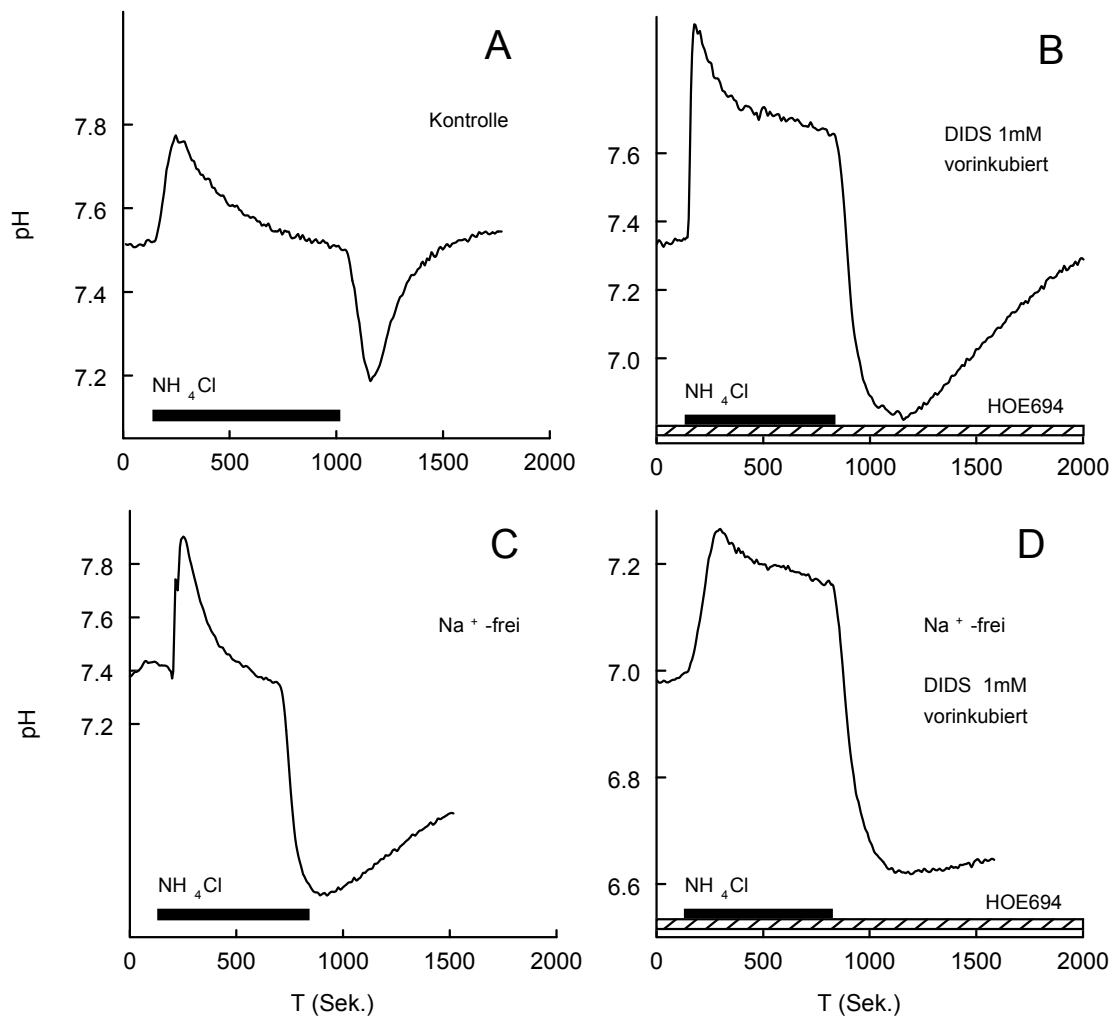 A
Kontrolle
pH
7.8
7.6
7.4
7.2
NH 4Cl
0 500 1000 1500 2000
B
DIDS 1mM
vorinkubiert
7.6
7.4
7.2
7.0
NH 4Cl
HOE694
0 500 1000 1500 2000
C
Na + -frei
pH
7.8
7.6
7.4
7.2
NH 4Cl
0 500 1000 1500 2000
T (Sek.)
D
Na + -frei
DIDS 1mM
vorinkubiert
7.2
7.0
6.8
6.6
NH 4Cl
HOE694
0 500 1000 1500 2000
T (Sek.)